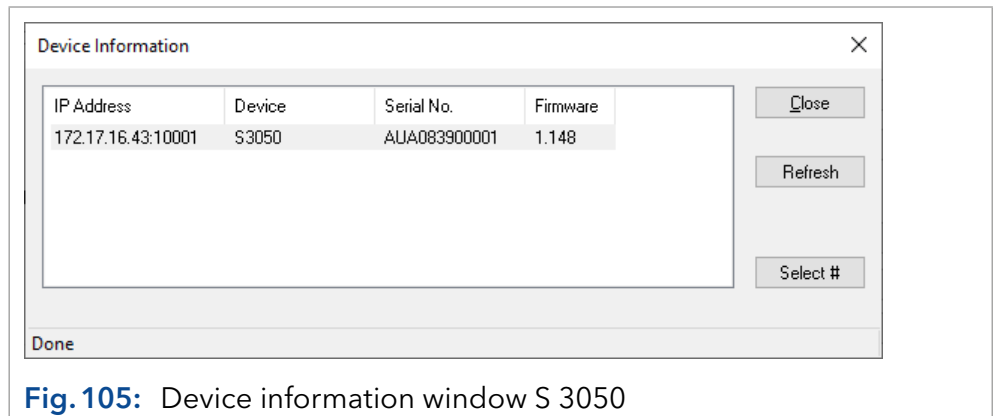 Device Information
IP Address Device Serial No. Firmware
172.17.16.43:10001 S3050 AUA083900001 1.148
Close
Refresh
Select #
Done
Fig. 105: Device information window S 3050